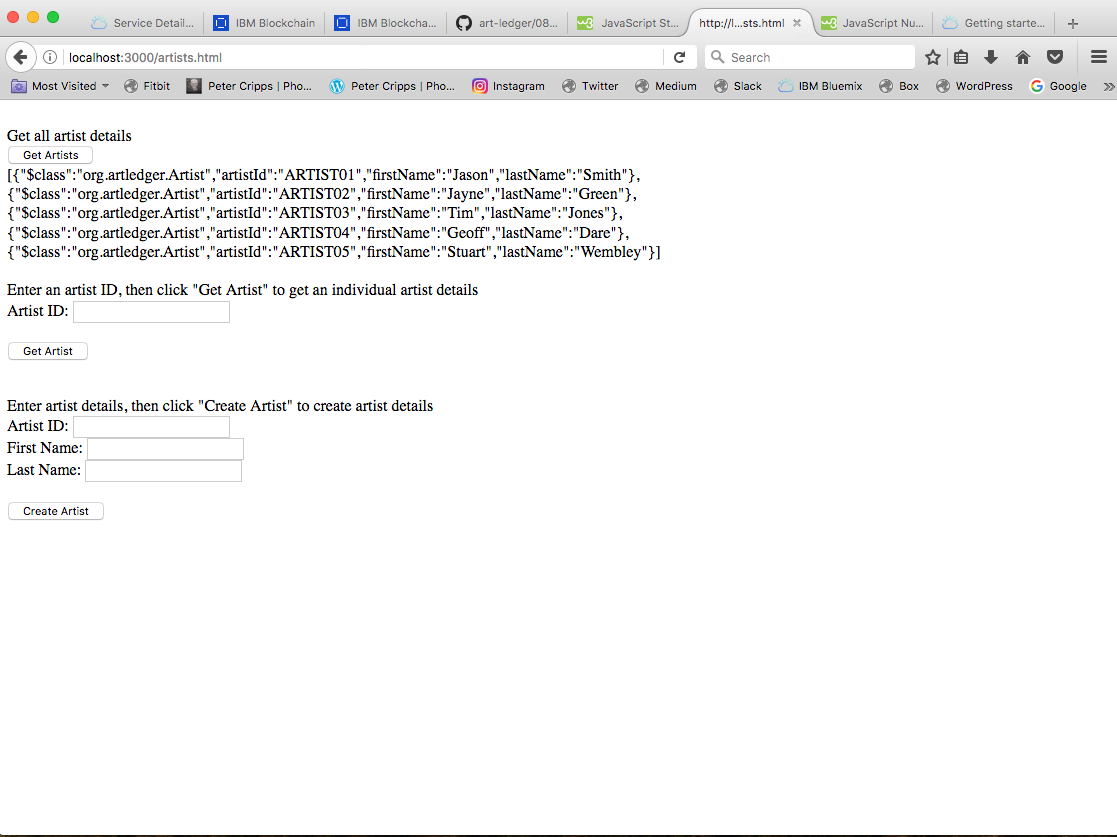 Service Detail...
IBM Blockchain
IBM Blockcha...
art-ledger/08...
JavaScript St...
http://l...sts.html
JavaScript Nu...
Getting starte...
localhost:3000/artists.html
Search
Most Visited
Fitbit
Peter Cripps | Pho...
Peter Cripps | Pho...
Instagram
Twitter
Medium
Slack
IBM Bluemix
Box
WordPress
Google
Get all artist details
Get Artists
[{"$class":"org.artledger.Artist","artistId":"ARTIST01","firstName":"Jason","lastName":"Smith"},
{"$class":"org.artledger.Artist","artistId":"ARTIST02","firstName":"Jayne","lastName":"Green"},
{"$class":"org.artledger.Artist","artistId":"ARTIST03","firstName":"Tim","lastName":"Jones"},
{"$class":"org.artledger.Artist","artistId":"ARTIST04","firstName":"Geoff","lastName":"Dare"},
{"$class":"org.artledger.Artist","artistId":"ARTIST05","firstName":"Stuart","lastName":"Wembley"}]
Enter an artist ID, then click "Get Artist" to get an individual artist details
Artist ID:
Get Artist
Enter artist details, then click "Create Artist" to create artist details
Artist ID:
First Name:
Last Name:
Create Artist